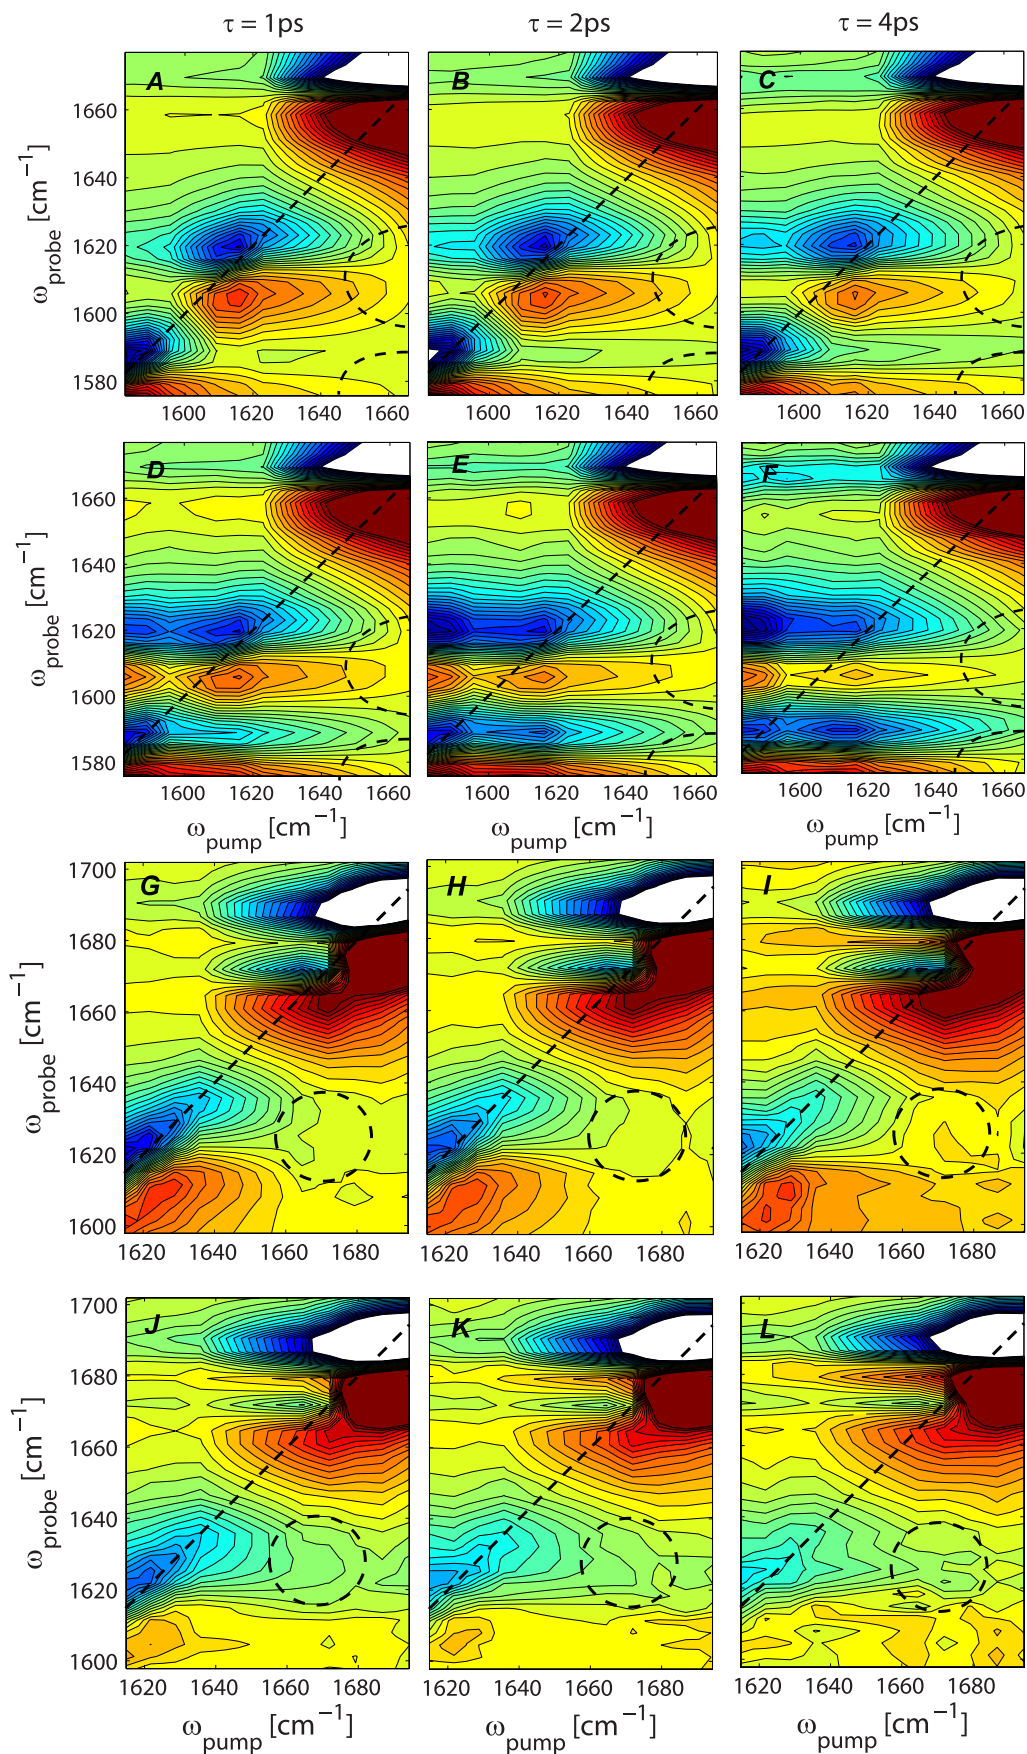 τ = 1ps τ = 2ps τ = 4ps
A B C
1660
1640
1620
1600
1580
ω_probe [cm⁻¹]
1600 1620 1640 1660 1600 1620 1640 1660 1600 1620 1640 1660
D E F
1660
1640
1620
1600
1580
ω_probe [cm⁻¹]
1600 1620 1640 1660 1600 1620 1640 1660 1600 1620 1640 1660
ω_pump [cm⁻¹] ω_pump [cm⁻¹] ω_pump [cm⁻¹]
G H I
1700
1680
1660
1640
1620
1600
ω_probe [cm⁻¹]
1620 1640 1660 1680 1620 1640 1660 1680 1620 1640 1660 1680
J K L
1700
1680
1660
1640
1620
1600
ω_probe [cm⁻¹]
1620 1640 1660 1680 1620 1640 1660 1680 1620 1640 1660 1680
ω_pump [cm⁻¹] ω_pump [cm⁻¹] ω_pump [cm⁻¹]